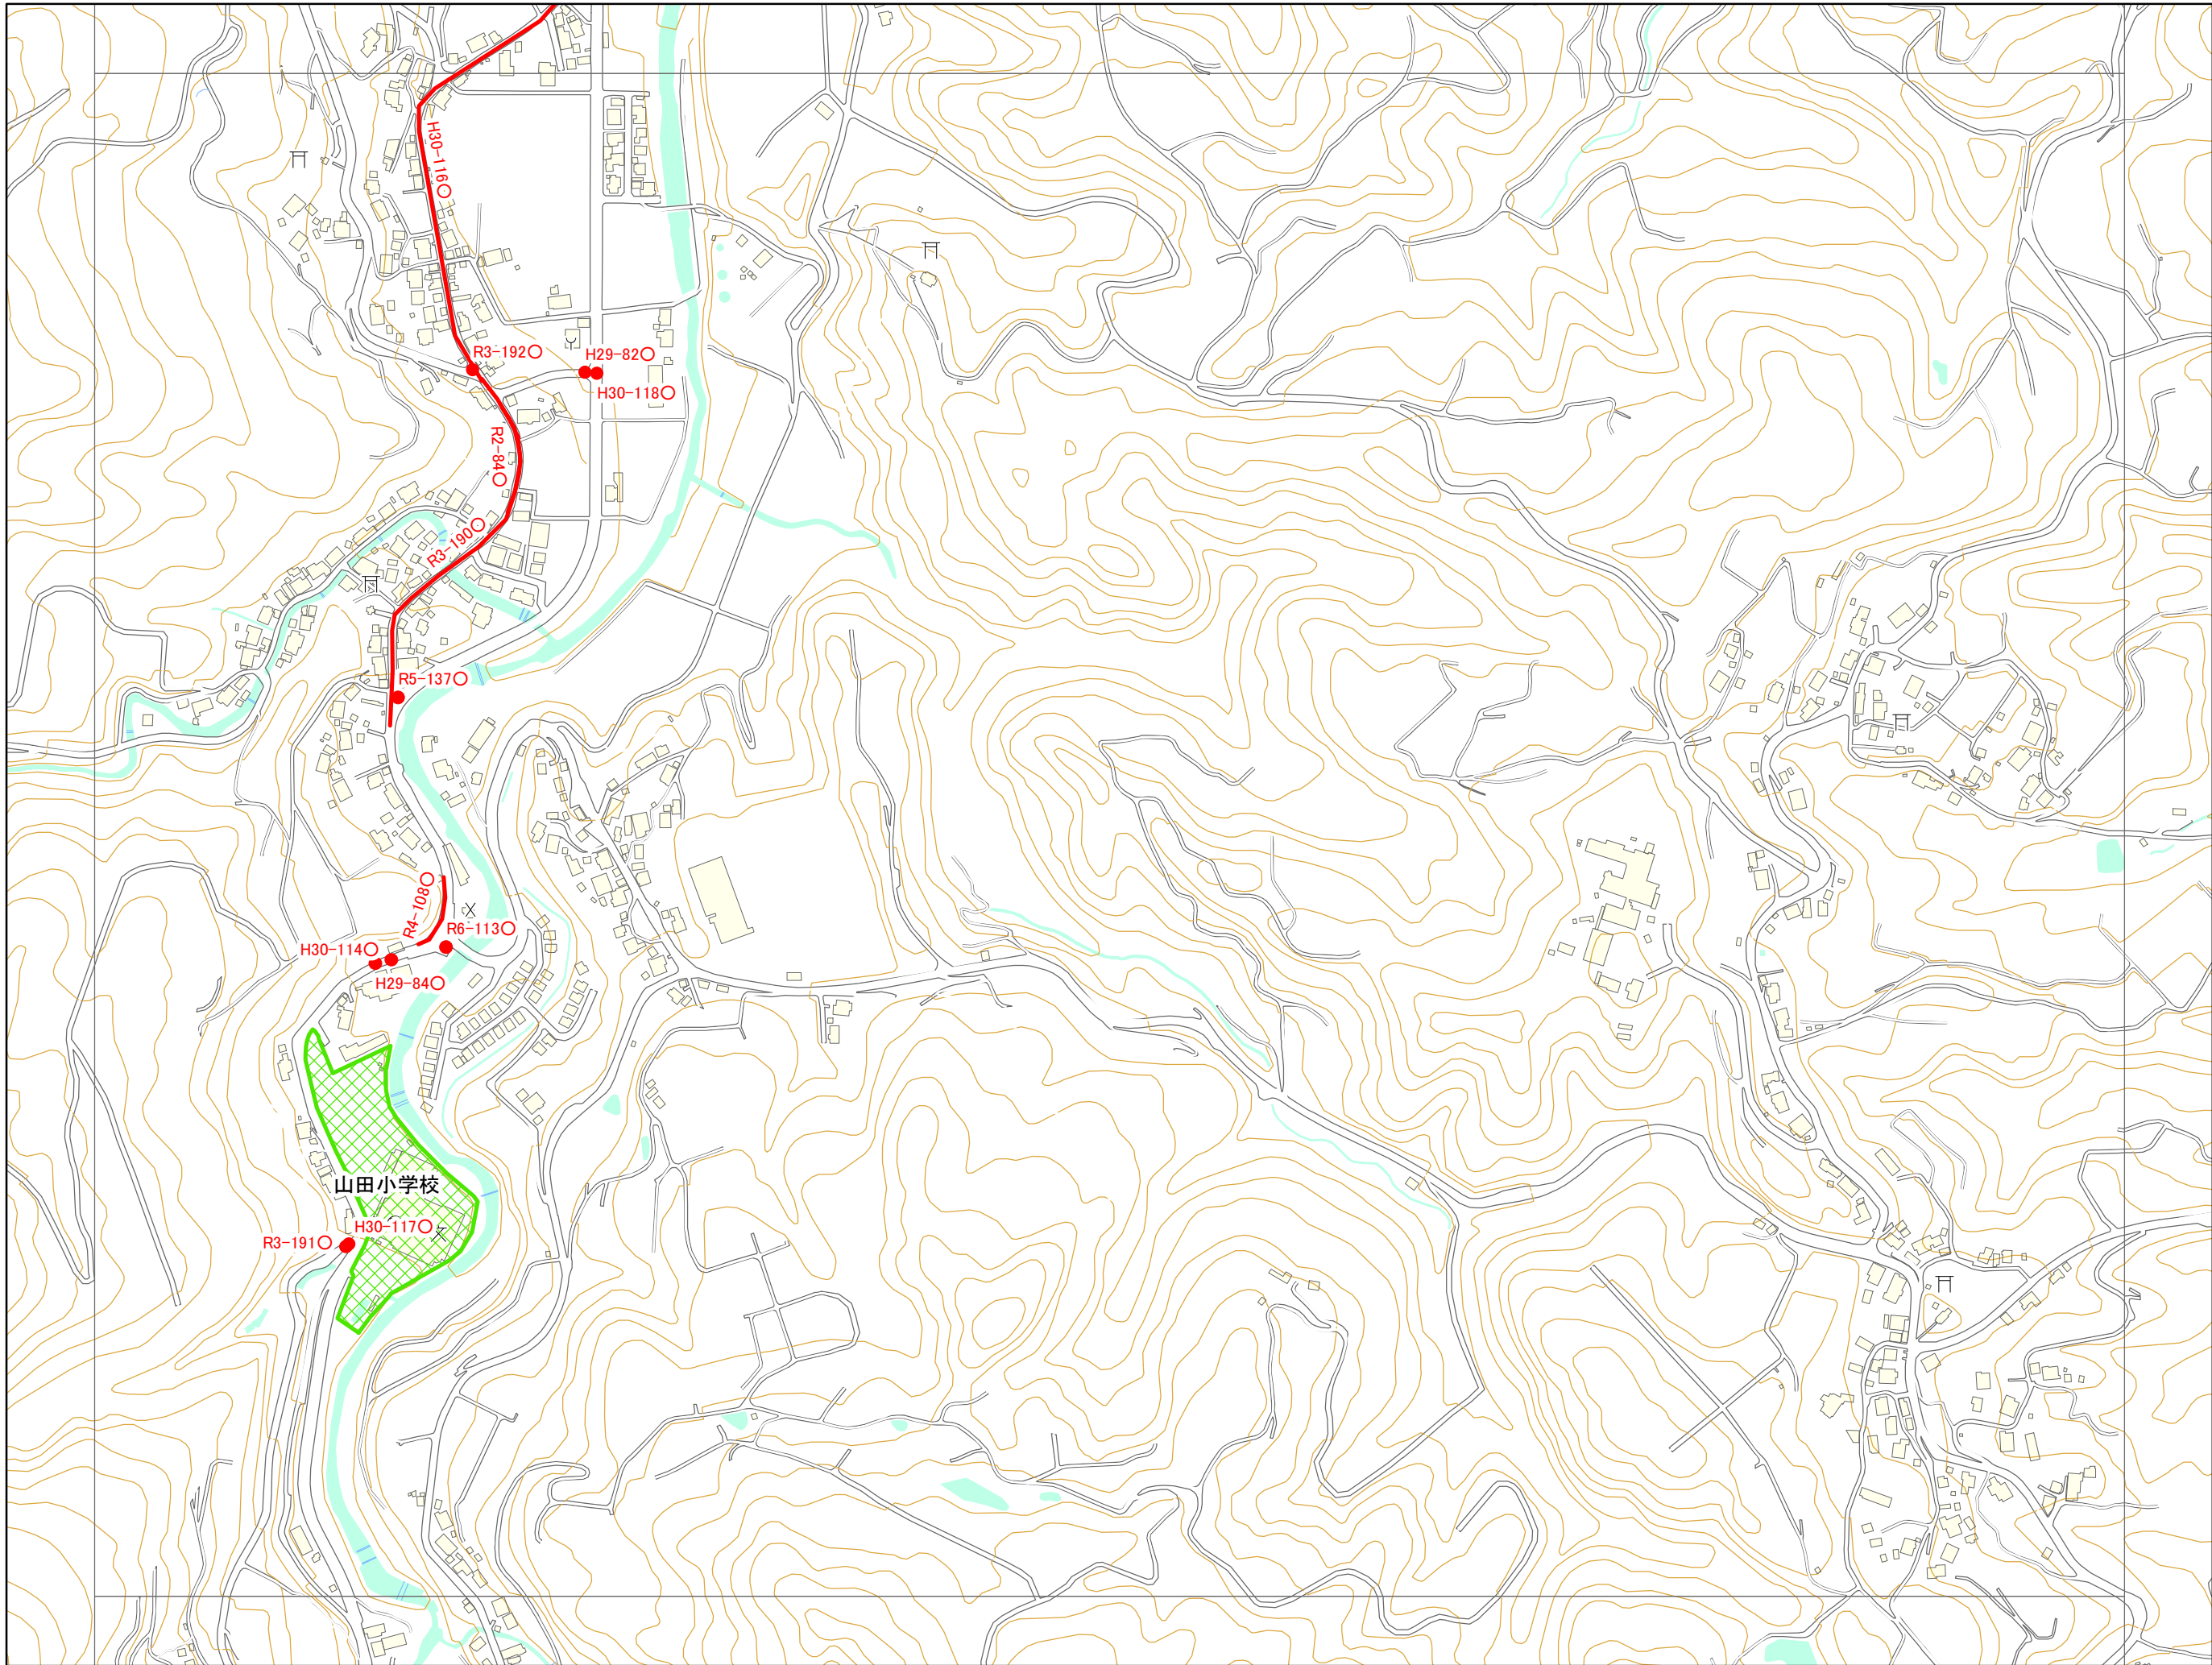 H30-116○
R3-192○
H29-82○
H30-118○
R2-84○
R3-190○
R5-137○
R4-108○
R6-113○
H30-114○
H29-84○
山田小学校
H30-117○
R3-191○